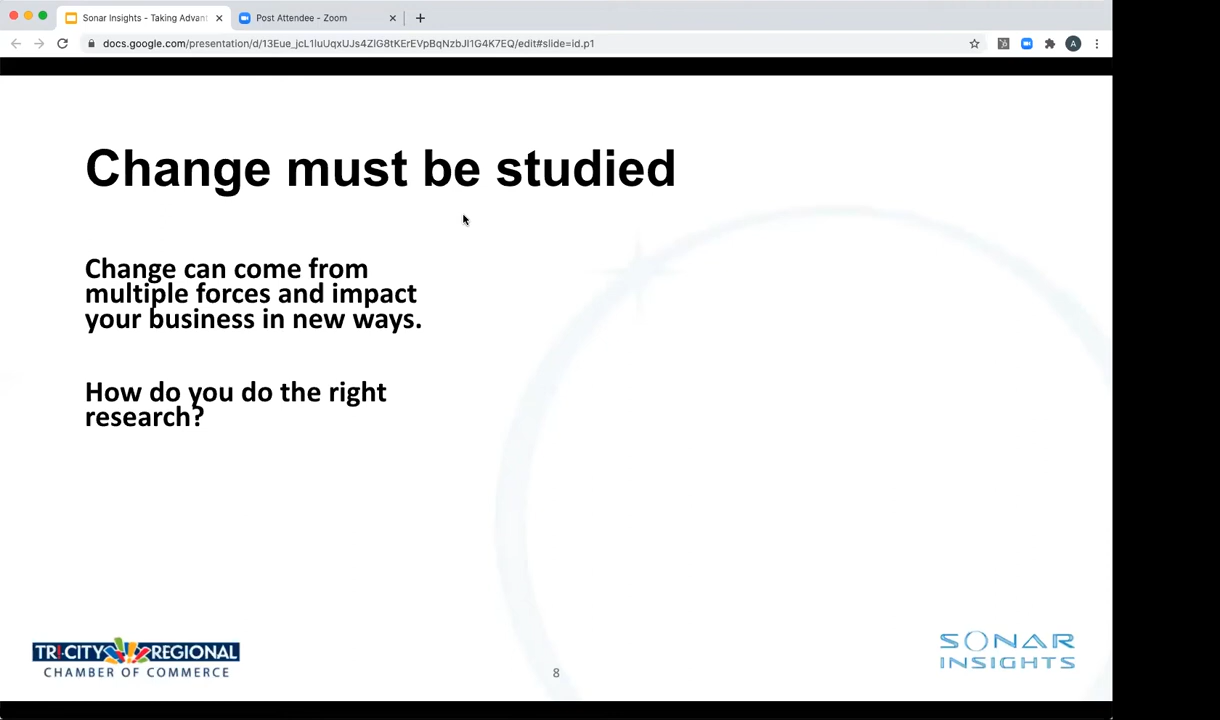 Sonar Insights - Taking Advan
Post Attendee - Zoom
docs.google.com/presentation/d/13Eue_jcL1luUqxUJs4ZlG8tKErEVpBqNzbJl1G4K7EQ/edit#slide=id.p1
A
Change must be studied
Change can come from
multiple forces and impact
your business in new ways.
How do you do the right
research?
TRI-CITY REGIONAL
CHAMBER OF COMMERCE
8
SONAR
INSIGHTS